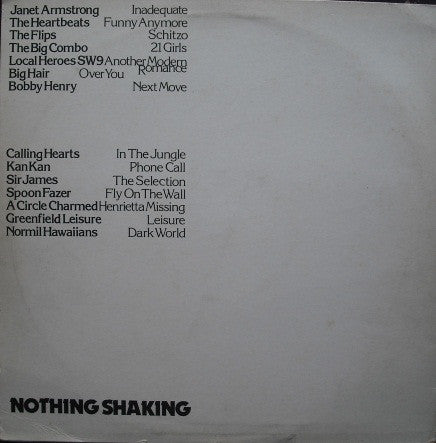 Janet Armstrong Inadequate
The Heartbeats Funny Anymore
The Flips Schitzo
The Big Combo 21 Girls
Local Heroes SW9 Another Modern
Romance
Big Hair Over You
Bobby Henry Next Move
Calling Hearts In The Jungle
Kan Kan Phone Call
Sir James The Selection
Spoon Fazer Fly On The Wall
A Circle Charmed Henrietta Missing
Greenfield Leisure Leisure
Normil Hawaiians Dark World
NOTHING SHAKING